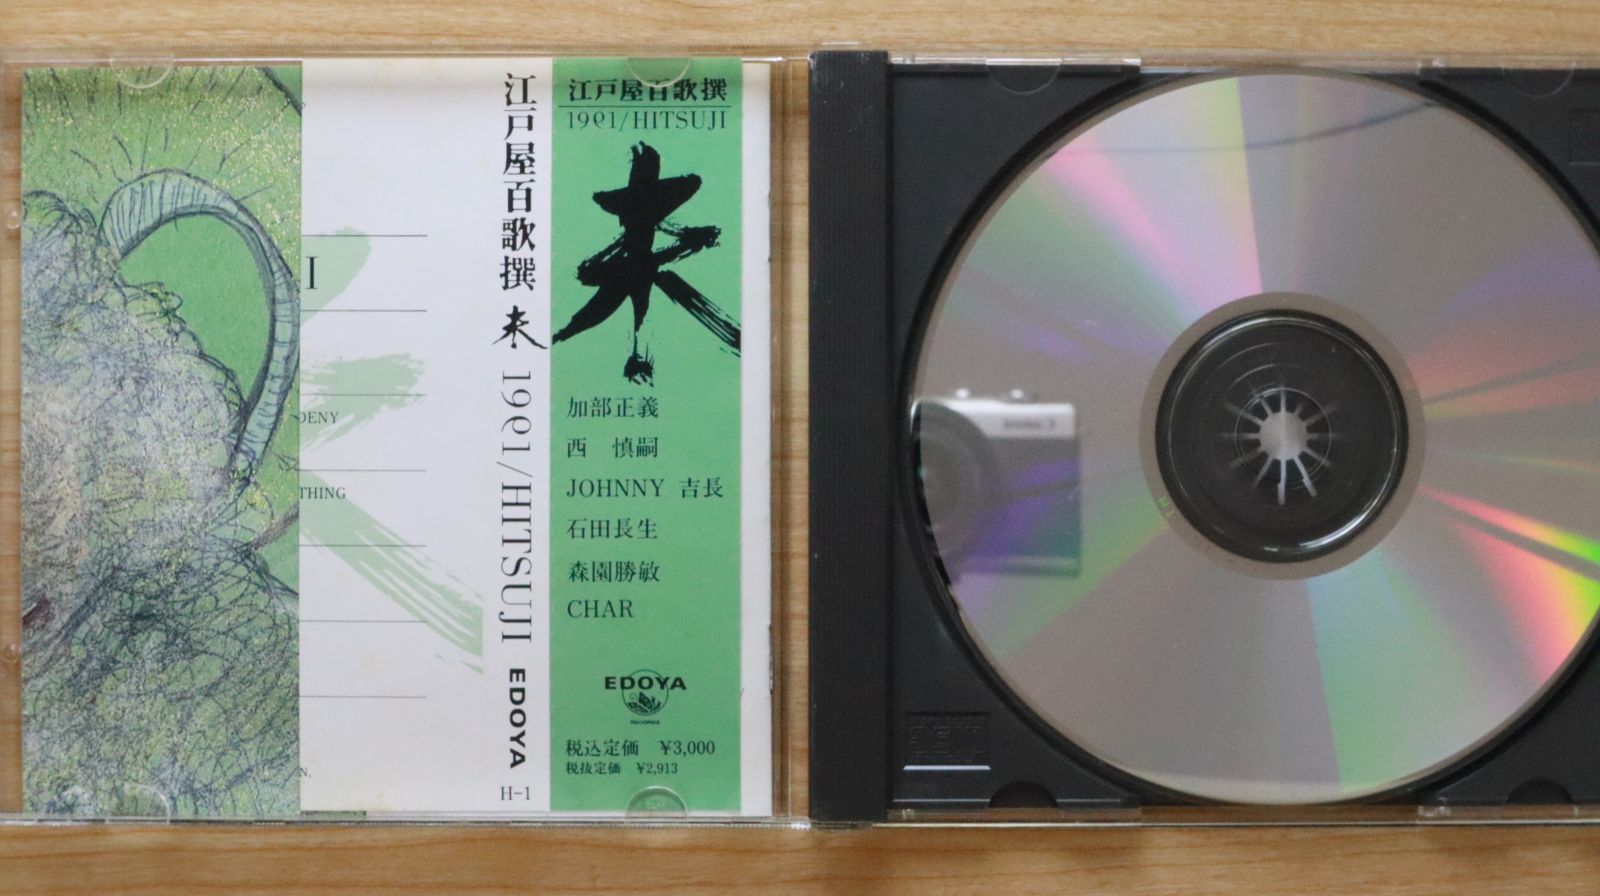 I
DENY
THING
N.
江戸屋百歌撰 未 1991/HITSUJI EDOYA
H-1
江戸屋百歌撰
1991/HITSUJI
未
加部正義
西 慎嗣
JOHNNY 吉長
石田長生
森園勝敏
CHAR
EDOYA
RECORDS
税込定価 ¥3,000
税抜定価 ¥2,913
Canon